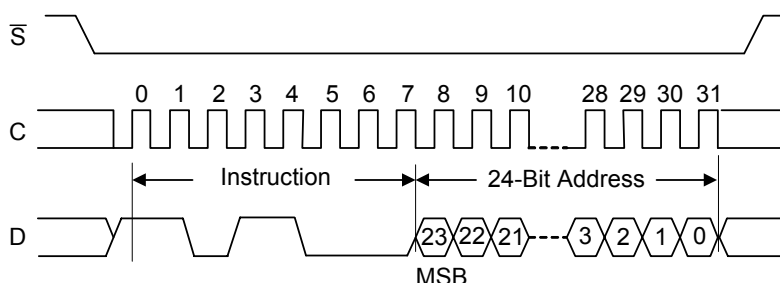 S
0 1 2 3 4 5 6 7 8 9 10 28 29 30 31
C
Instruction 24-Bit Address
D 23 22 21 3 2 1 0
MSB